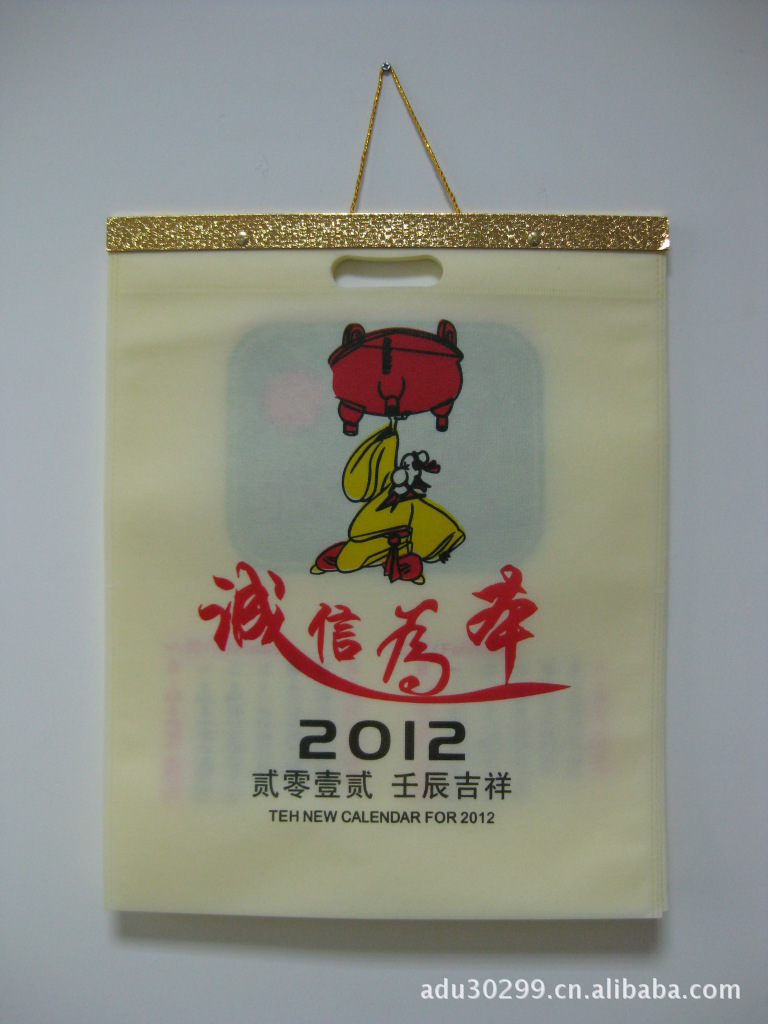 诚信為本
2012
贰零壹贰 壬辰吉祥
TEH NEW CALENDAR FOR 2012
adu30299.cn.alibaba.com